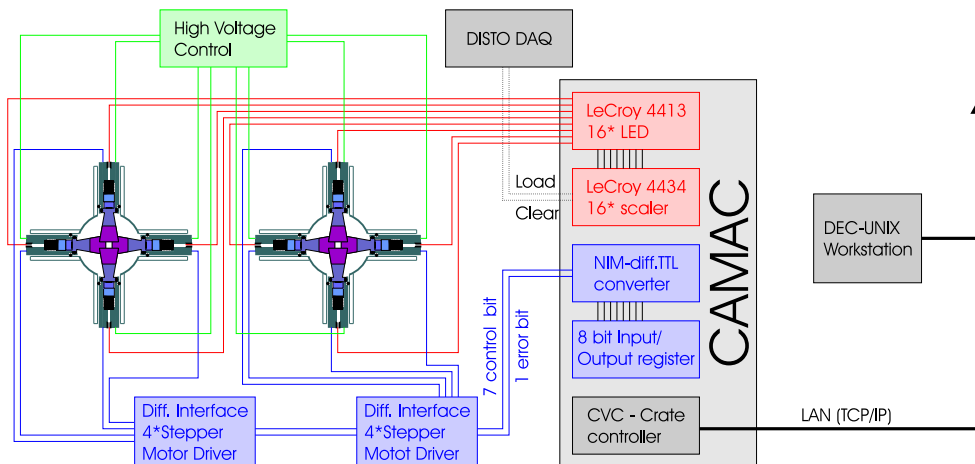 High Voltage
Control
DISTO DAQ
LeCroy 4413
16* LED
Load
LeCroy 4434
16* scaler
Clear
CAMAC
DEC-UNIX
Workstation
NIM-diff.TTL
converter
7 control bit
1 error bit
8 bit Input/
Output register
Diff. Interface
4*Stepper
Motor Driver
Diff. Interface
4*Stepper
Motot Driver
CVC - Crate
controller
LAN (TCP/IP)